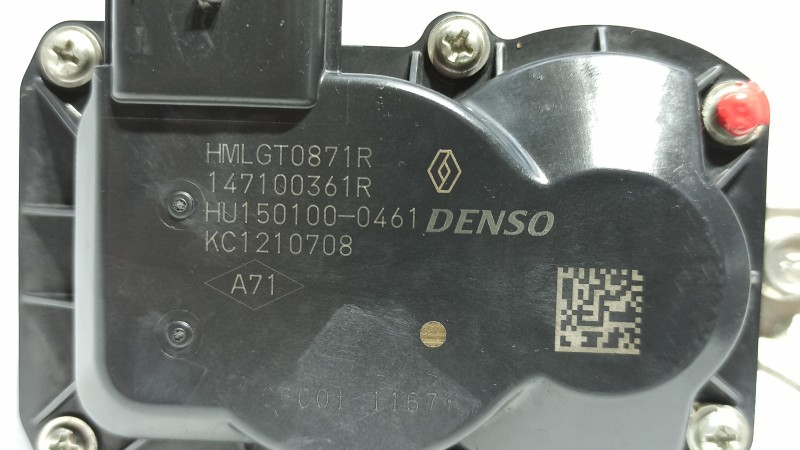 HMLGT0871R
147100361R
HU150100-0461
DENSO
KC1210708
A71